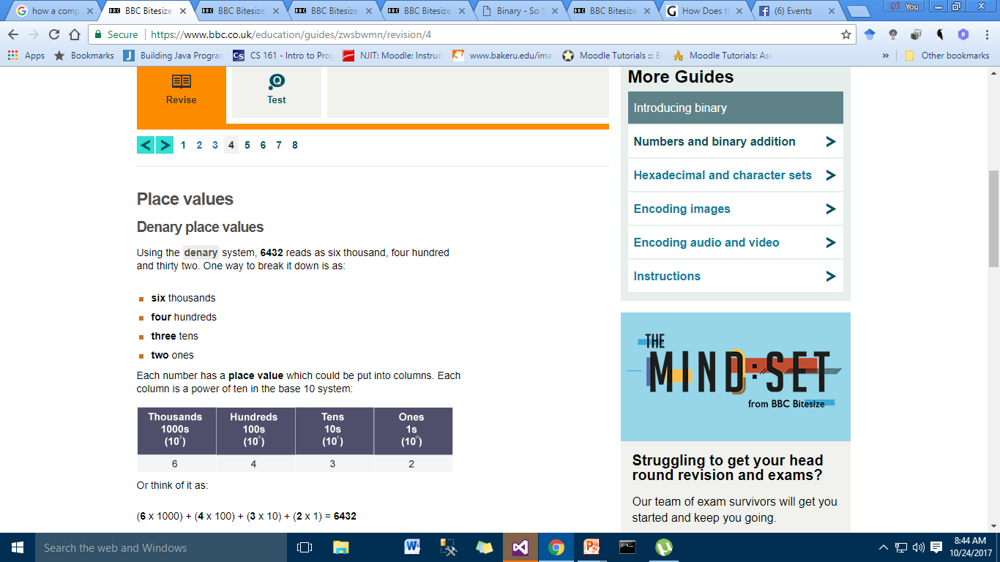 how a comp
BBC Bitesize
BBC Bitesize
BBC Bitesize
BBC Bitesize
Binary - So S
BBC Bitesize
How Does th
(6) Events
You
Secure https://www.bbc.co.uk/education/guides/zwsbwmn/revision/4
Apps Bookmarks Building Java Program CS 161 - Intro to Prog NJIT: Moodle: Instruc www.bakeru.edu/ima Moodle Tutorials ::: E Moodle Tutorials: Ass » Other bookmarks
Revise
Test
< > 1 2 3 4 5 6 7 8
Place values
Denary place values
Using the denary system, 6432 reads as six thousand, four hundred
and thirty two. One way to break it down is as:
six thousands
four hundreds
three tens
two ones
Each number has a place value which could be put into columns. Each
column is a power of ten in the base 10 system:
Thousands Hundreds Tens Ones
1000s 100s 10s 1s
(10³) (10²) (10¹) (10⁰)
6 4 3 2
Or think of it as:
(6 x 1000) + (4 x 100) + (3 x 10) + (2 x 1) = 6432
More Guides
Introducing binary
Numbers and binary addition
Hexadecimal and character sets
Encoding images
Encoding audio and video
Instructions
THE
MIND:SET
from BBC Bitesize
Struggling to get your head
round revision and exams?
Our team of exam survivors will get you
started and keep you going.
Search the web and Windows
8:44 AM
10/24/2017